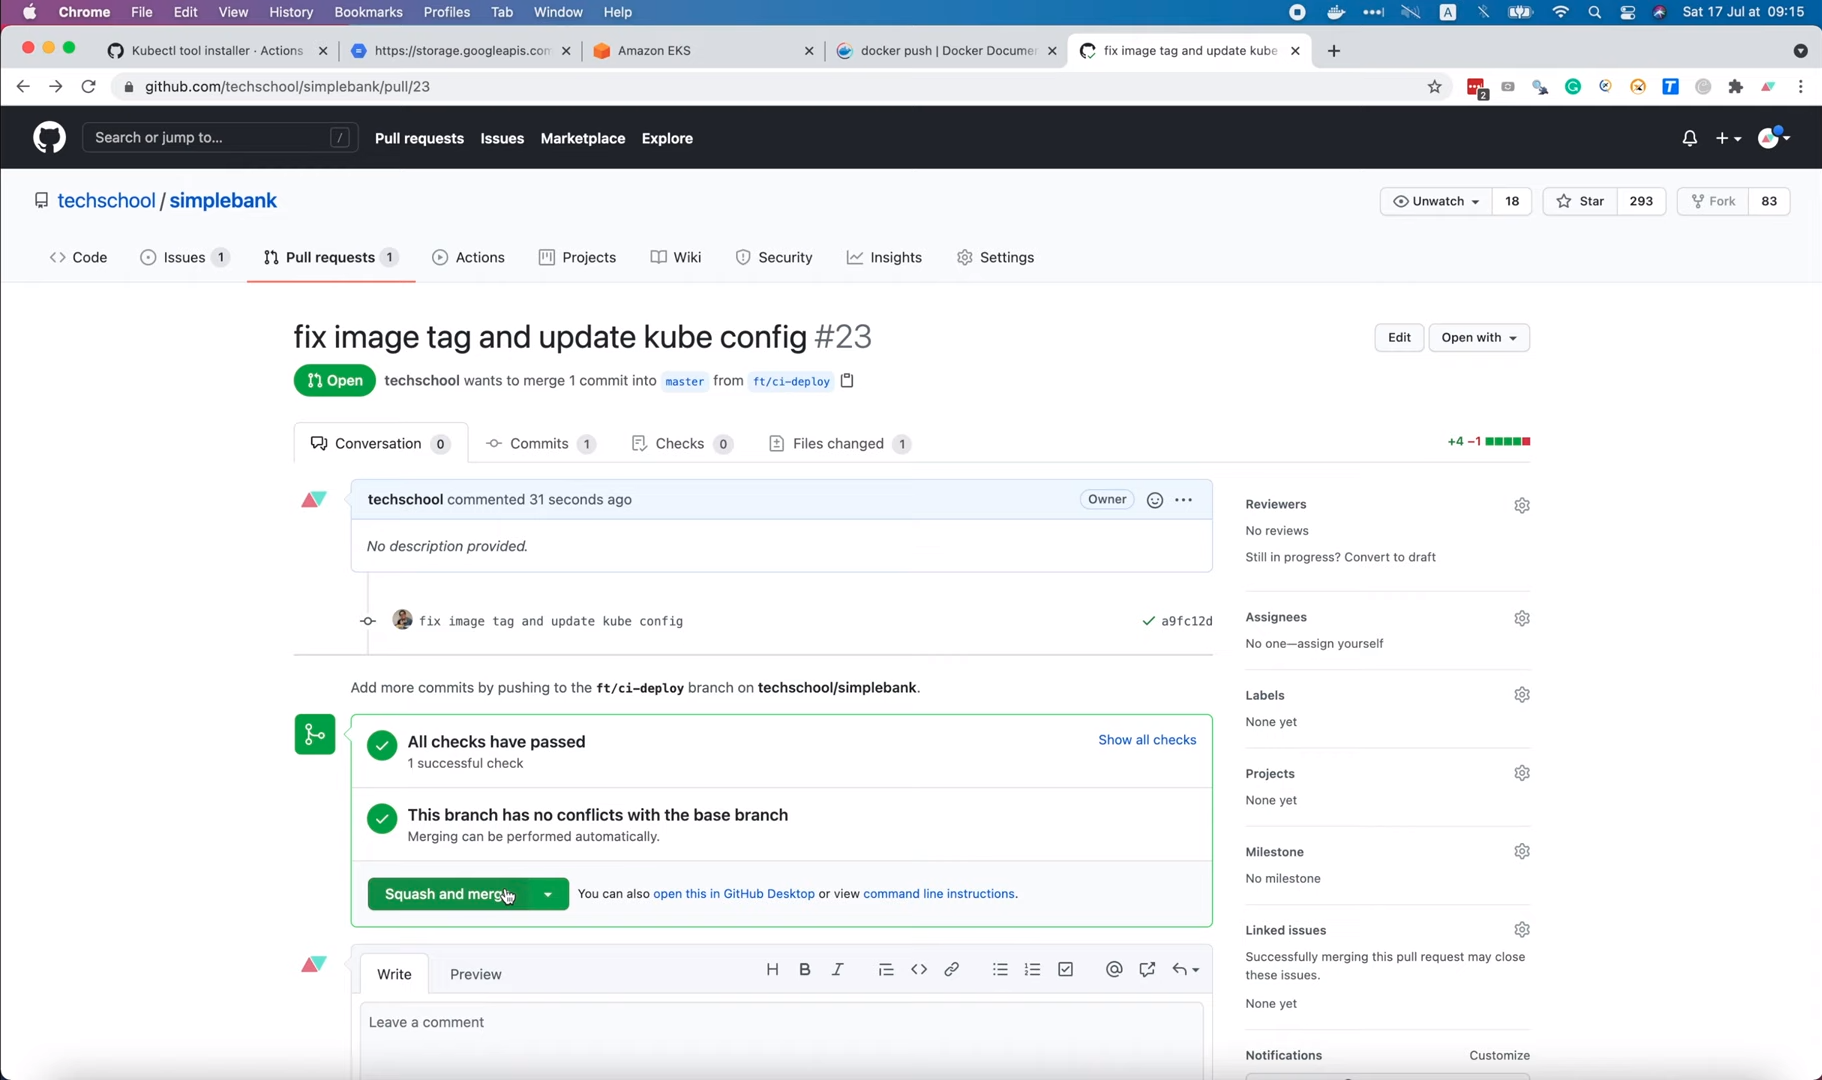 Chrome File Edit View History Bookmarks Profiles Tab Window Help
A
Sat 17 Jul at 09:15
Kubectl tool installer · Actions
https://storage.googleapis.com
Amazon EKS
docker push | Docker Documen
fix image tag and update kube
github.com/techschool/simplebank/pull/23
2
G
T
Search or jump to... /
Pull requests Issues Marketplace Explore
techschool / simplebank
Unwatch 18
Star 293
Fork 83
Code
Issues 1
Pull requests 1
Actions
Projects
Wiki
Security
Insights
Settings
fix image tag and update kube config #23
Edit
Open with
Open
techschool wants to merge 1 commit into master from ft/ci-deploy
Conversation 0
Commits 1
Checks 0
Files changed 1
+4 −1
techschool commented 31 seconds ago
Owner
No description provided.
fix image tag and update kube config
a9fc12d
Add more commits by pushing to the ft/ci-deploy branch on techschool/simplebank.
All checks have passed
1 successful check
Show all checks
This branch has no conflicts with the base branch
Merging can be performed automatically.
Squash and merge
You can also open this in GitHub Desktop or view command line instructions.
Write
Preview
H B I
Leave a comment
Reviewers
No reviews
Still in progress? Convert to draft
Assignees
No one—assign yourself
Labels
None yet
Projects
None yet
Milestone
No milestone
Linked issues
Successfully merging this pull request may close
these issues.
None yet
Notifications
Customize